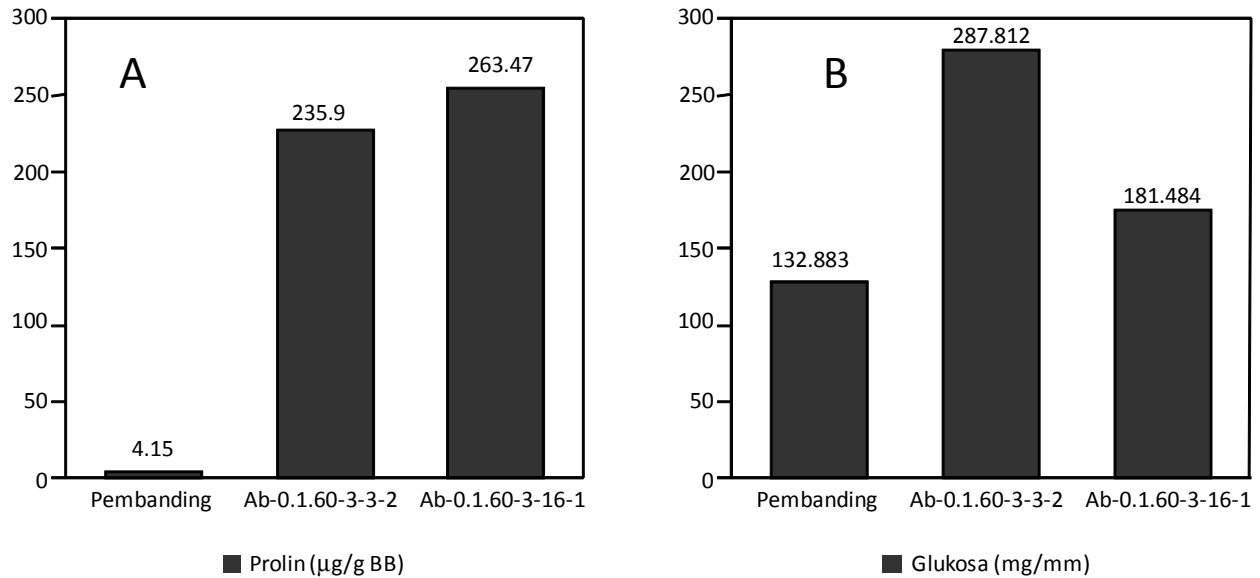 A
300
250
200
150
100
50
0
4.15
235.9
263.47
Pembanding
Ab-0.1.60-3-3-2
Ab-0.1.60-3-16-1
Prolin (µg/g BB)
B
300
250
200
150
100
50
0
132.883
287.812
181.484
Pembanding
Ab-0.1.60-3-3-2
Ab-0.1.60-3-16-1
Glukosa (mg/mm)